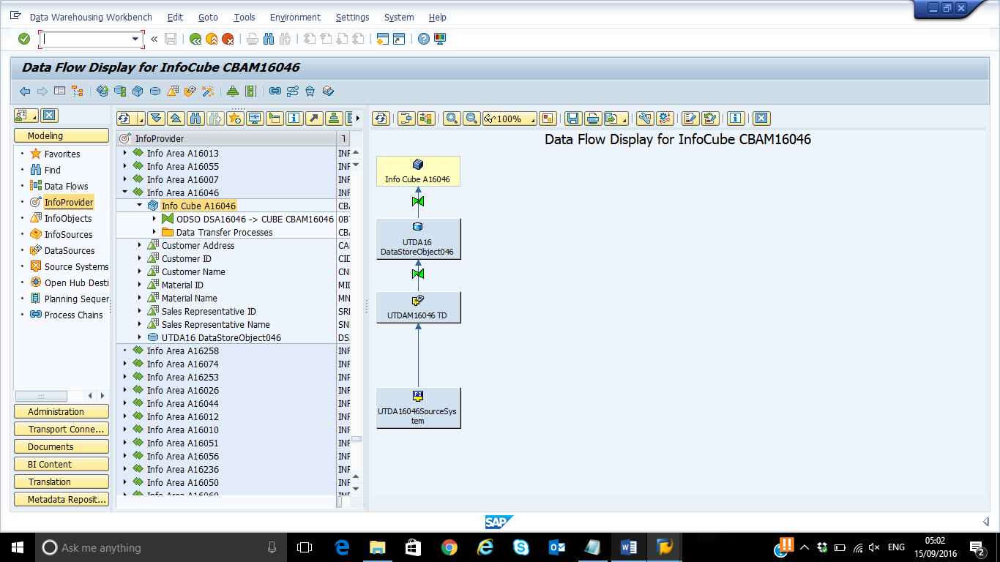 Data Warehousing Workbench Edit Goto Tools Environment Settings System Help
Data Flow Display for InfoCube CBAM16046
100%
Modeling
Favorites
Find
Data Flows
InfoProvider
InfoObjects
InfoSources
DataSources
Source Systems
Open Hub Desti
Planning Sequer
Process Chains
Administration
Transport Conne...
Documents
BI Content
Translation
Metadata Reposit...
InfoProvider
Info Area A16013 INF
Info Area A16055 INF
Info Area A16007 INF
Info Area A16046 INF
Info Cube A16046 CBA
ODSO DSA16046 -> CUBE CBAM16046 0B7
Data Transfer Processes CBA
Customer Address CAI
Customer ID CID
Customer Name CNI
Material ID MID
Material Name MN
Sales Representative ID SRI
Sales Representative Name SNI
UTDA16 DataStoreObject046 DSA
Info Area A16258 INF
Info Area A16074 INF
Info Area A16253 INF
Info Area A16026 INF
Info Area A16044 INF
Info Area A16012 INF
Info Area A16010 INF
Info Area A16051 INF
Info Area A16056 INF
Info Area A16236 INF
Info Area A16050 INF
Info Area A16060 INF
Data Flow Display for InfoCube CBAM16046
Info Cube A16046
UTDA16
DataStoreObject046
UTDAM16046 TD
UTDA16046SourceSys
tem
SAP
Ask me anything
ENG
05:02
15/09/2016
2